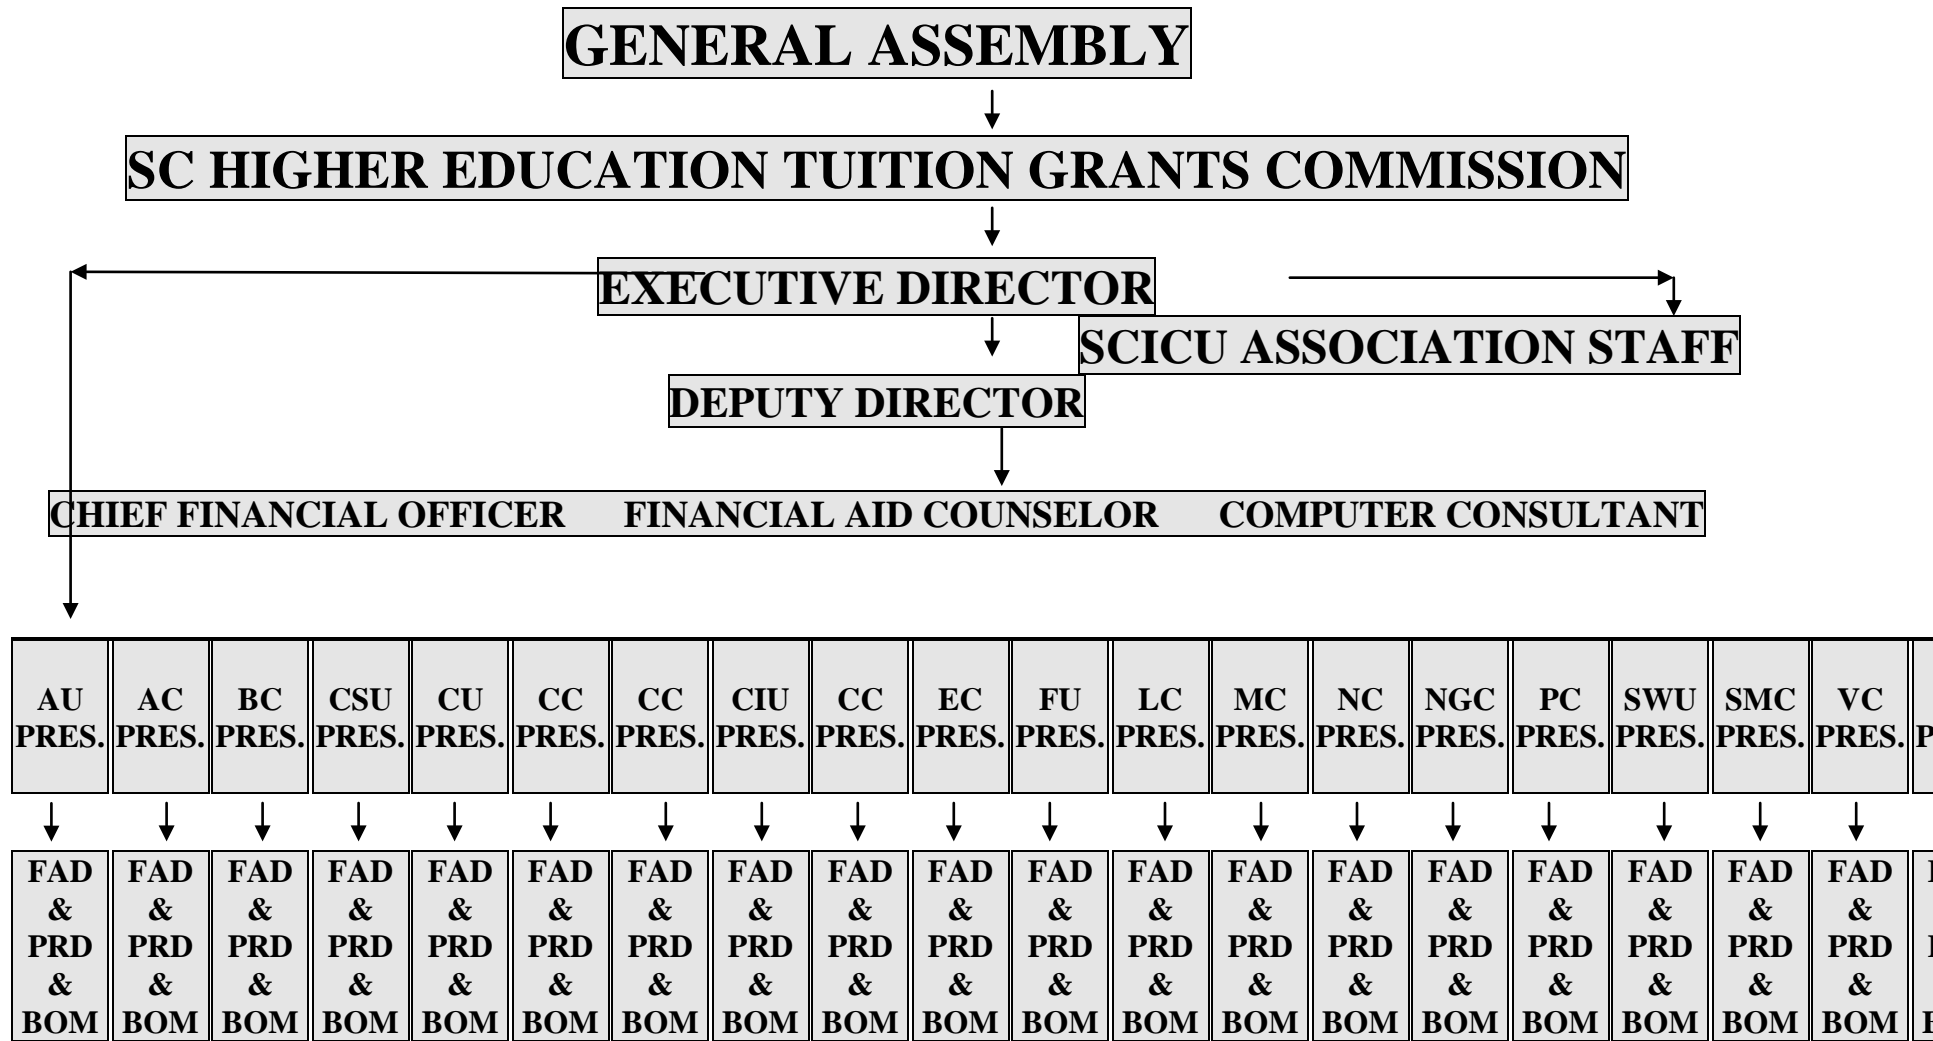 GENERAL ASSEMBLY
SC HIGHER EDUCATION TUITION GRANTS COMMISSION
EXECUTIVE DIRECTOR
SCICU ASSOCIATION STAFF
DEPUTY DIRECTOR
CHIEF FINANCIAL OFFICER FINANCIAL AID COUNSELOR COMPUTER CONSULTANT
AU AC BC CSU CU CC CC CIU CC EC FU LC MC NC NGC PC SWU SMC VC
PRES. PRES. PRES. PRES. PRES. PRES. PRES. PRES. PRES. PRES. PRES. PRES. PRES. PRES. PRES. PRES. PRES. PRES. PRES.
FAD FAD FAD FAD FAD FAD FAD FAD FAD FAD FAD FAD FAD FAD FAD FAD FAD FAD FAD
& & & & & & & & & & & & & & & & & & &
PRD PRD PRD PRD PRD PRD PRD PRD PRD PRD PRD PRD PRD PRD PRD PRD PRD PRD PRD
& & & & & & & & & & & & & & & & & & &
BOM BOM BOM BOM BOM BOM BOM BOM BOM BOM BOM BOM BOM BOM BOM BOM BOM BOM BOM